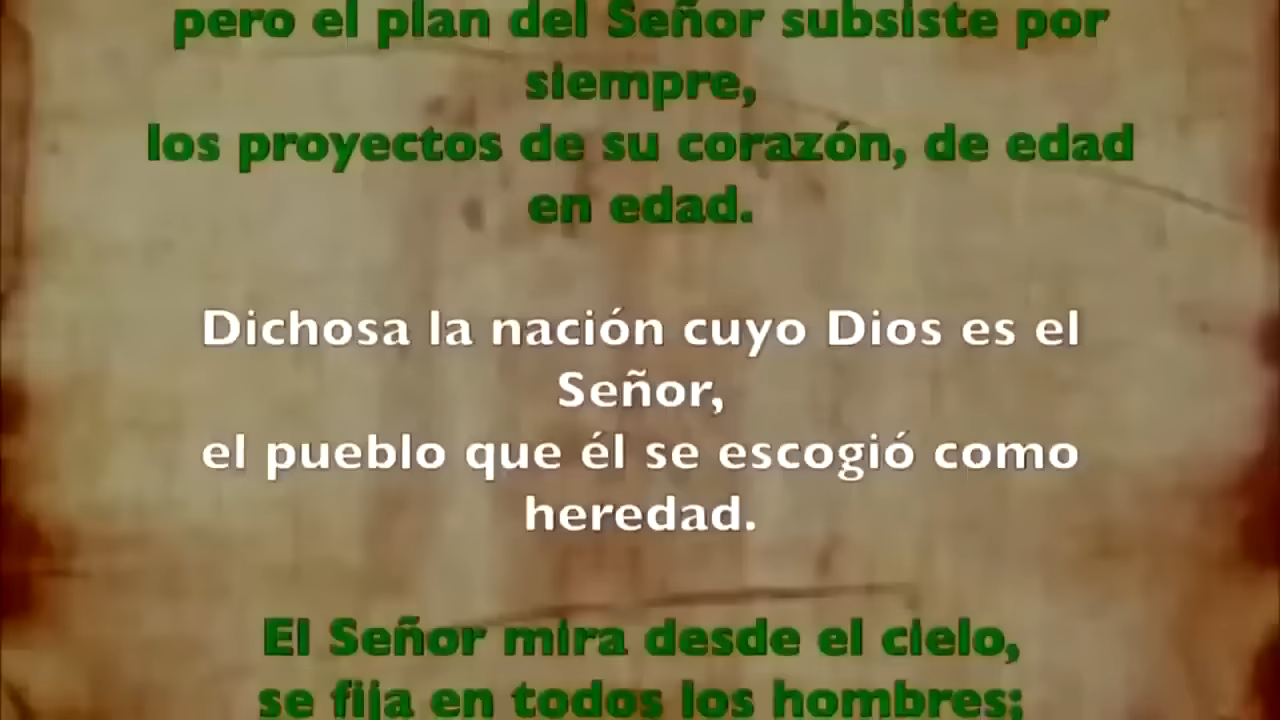 pero el plan del Señor subsiste por
siempre,
los proyectos de su corazón, de edad
en edad.
Dichosa la nación cuyo Dios es el
Señor,
el pueblo que él se escogió como
heredad.
El Señor mira desde el cielo,
se fija en todos los hombres;